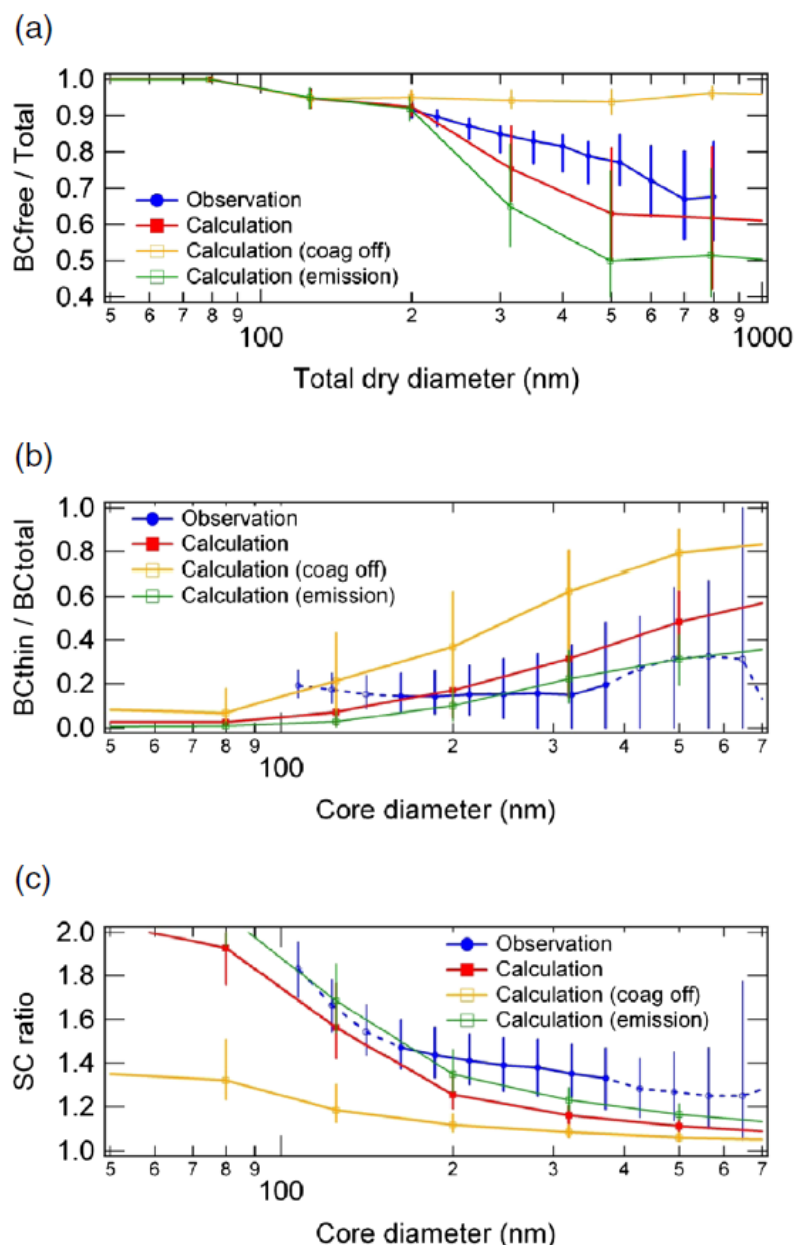 (a)
BCfree / Total
1.0
0.9
0.8
0.7
0.6
0.5
0.4
Observation
Calculation
Calculation (coag off)
Calculation (emission)
5 6 7 8 9 2 3 4 5 6 7 8 9
100 1000
Total dry diameter (nm)
(b)
BCthin / BCtotal
1.0
0.8
0.6
0.4
0.2
0.0
Observation
Calculation
Calculation (coag off)
Calculation (emission)
5 6 7 8 9 2 3 4 5 6 7
100
Core diameter (nm)
(c)
SC ratio
2.0
1.8
1.6
1.4
1.2
1.0
Observation
Calculation
Calculation (coag off)
Calculation (emission)
5 6 7 8 9 2 3 4 5 6 7
100
Core diameter (nm)